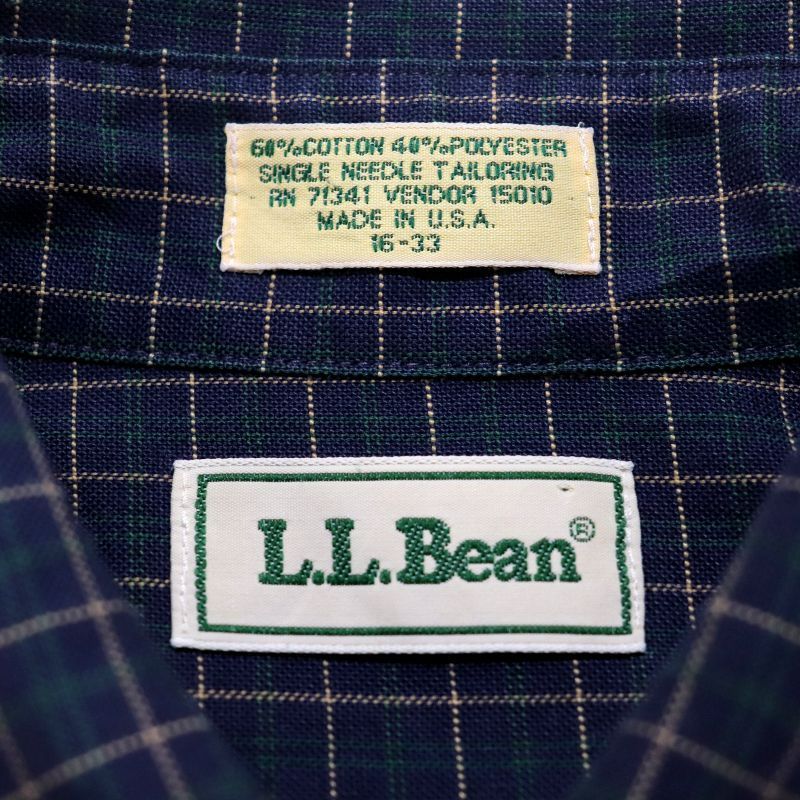 60%COTTON 40%POLYESTER
SINGLE NEEDLE TAILORING
RN 71341 VENDOR 15010
MADE IN U.S.A.
16-33
L.L.Bean®